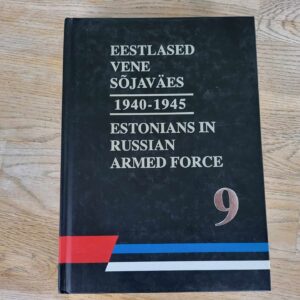 EESTLASED
VENE
SÕJAVÄES
1940-1945
ESTONIANS IN
RUSSIAN
ARMED FORCE
9